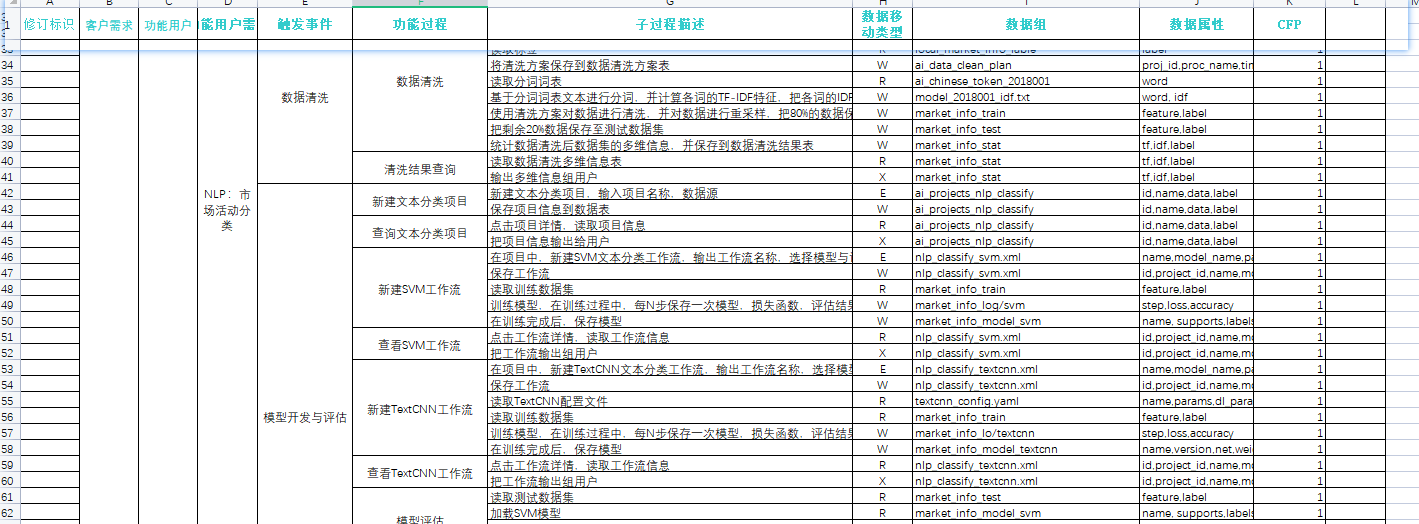 A B C D E F G H I J K L M
1 修订标识 客户需求 功能用户 能用户需 触发事件 功能过程 子过程描述 数据移动类型 数据组 数据属性 CFP
33 读取标签 R local_market_info_lable label 1
34 将清洗方案保存到数据清洗方案表 W ai_data_clean_plan proj_id,proc_name,tim 1
35 读取分词词表 R ai_chinese_token_2018001 word 1
数据清洗 数据清洗
36 基于分词词表文本进行分词，并计算各词的TF-IDF特征，把各词的IDF W model_2018001_idf.txt word, idf 1
37 使用清洗方案对数据进行清洗，并对数据进行重采样，把80%的数据保 W market_info_train feature,label 1
38 把剩余20%数据保存至测试数据集 W market_info_test feature,label 1
39 统计数据清洗后数据集的多维信息，并保存到数据清洗结果表 W market_info_stat tf,idf,label 1
40 清洗结果查询 读取数据清洗多维信息表 R market_info_stat tf,idf,label 1
41 输出多维信息组用户 X market_info_stat tf,idf,label 1
NLP：市场活动分类
42 新建文本分类项目 新建文本分类项目，输入项目名称、数据源 E ai_projects_nlp_classify id,name,data,label 1
43 保存项目信息到数据表 W ai_projects_nlp_classify id,name,data,label 1
44 查询文本分类项目 点击项目详情，读取项目信息 R ai_projects_nlp_classify id,name,data,label 1
45 把项目信息输出给用户 X ai_projects_nlp_classify id,name,data,label 1
46 在项目中，新建SVM文本分类工作流，输出工作流名称，选择模型与 E nlp_classify_svm.xml name,model_name,pa 1
47 保存工作流 W nlp_classify_svm.xml id,project_id,name,mo 1
48 新建SVM工作流 读取训练数据集 R market_info_train feature,label 1
49 训练模型，在训练过程中，每N步保存一次模型，损失函数，评估结果 W market_info_log/svm step,loss,accuracy 1
50 在训练完成后，保存模型 W market_info_model_svm name, supports,labels 1
51 查看SVM工作流 点击工作流详情，读取工作流信息 R nlp_classify_svm.xml id,project_id,name,mo 1
52 把工作流输出组用户 X nlp_classify_svm.xml id,project_id,name,mo 1
53 在项目中，新建TextCNN文本分类工作流，输出工作流名称，选择模型 E nlp_classify_textcnn.xml name,model_name,pa 1
54 保存工作流 W nlp_classify_textcnn.xml id,project_id,name,mo 1
55 读取TextCNN配置文件 R textcnn_config.yaml name,params,dl_para 1
56 模型开发与评估 新建TextCNN工作流 读取训练数据集 R market_info_train feature,label 1
57 训练模型，在训练过程中，每N步保存一次模型，损失函数，评估结果 W market_info_lo/textcnn step,loss,accuracy 1
58 在训练完成后，保存模型 W market_info_model_textcnn name,version,net,wei 1
59 查看TextCNN工作流 点击工作流详情，读取工作流信息 R nlp_classify_textcnn.xml id,project_id,name,mo 1
60 把工作流输出组用户 X nlp_classify_textcnn.xml id,project_id,name,mo 1
61 读取测试数据集 R market_info_test feature,label 1
62 模型评估 加载SVM模型 R market_info_model_svm name, supports,labels 1